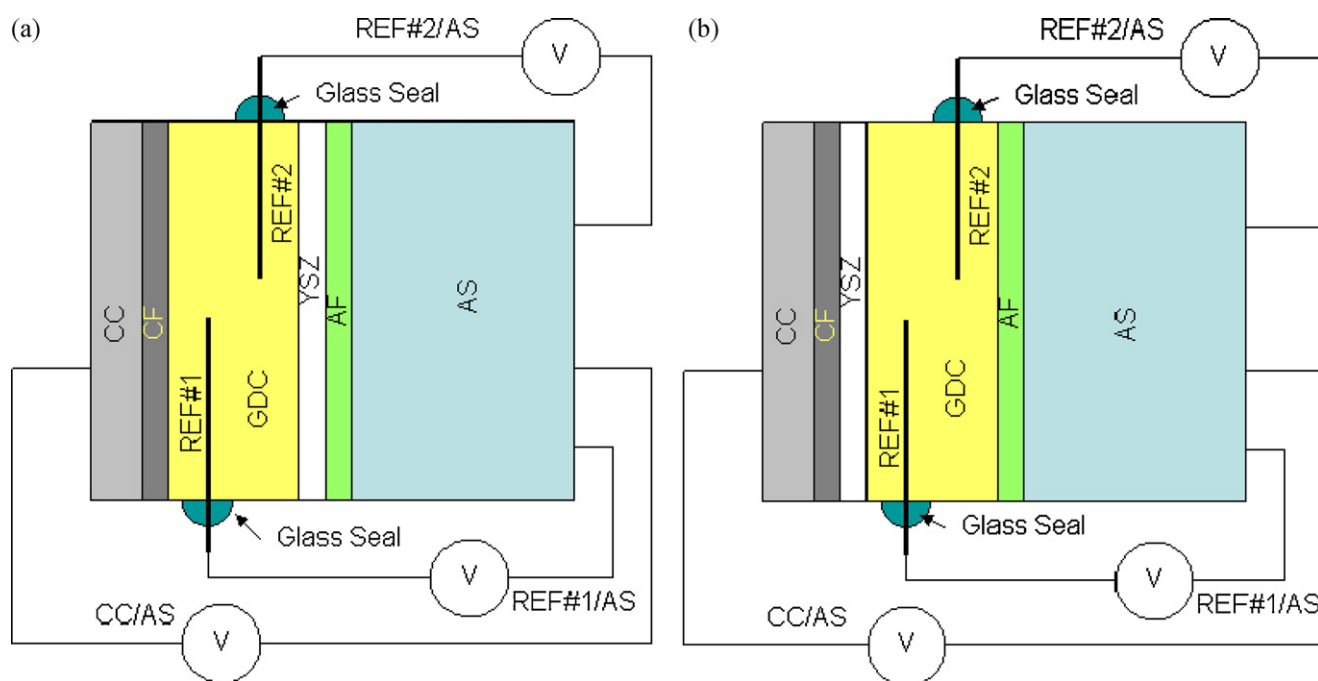 (a)
REF#2/AS
V
Glass Seal
REF#2
YSZ
CC
CF
AF
AS
REF#1
GDC
Glass Seal
V
REF#1/AS
CC/AS
V
(b)
REF#2/AS
V
Glass Seal
REF#2
YSZ
CC
CF
AF
AS
REF#1
GDC
Glass Seal
V
REF#1/AS
CC/AS
V